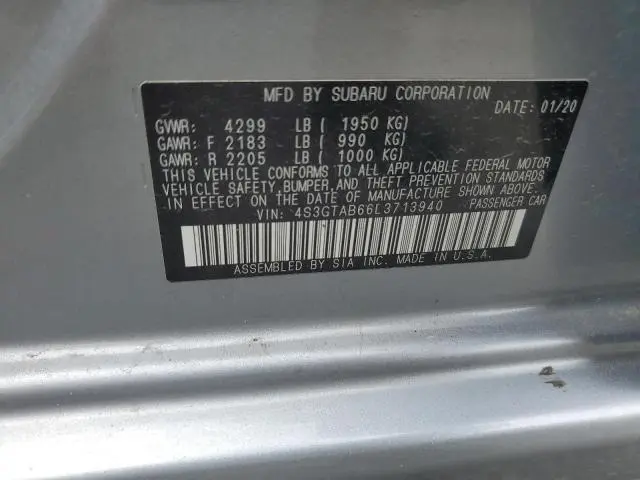 MFD BY SUBARU CORPORATION
DATE: 01/20
GVWR: 4299 LB ( 1950 KG)
GAWR: F 2183 LB ( 990 KG)
GAWR: R 2205 LB ( 1000 KG)
THIS VEHICLE CONFORMS TO ALL APPLICABLE FEDERAL MOTOR
VEHICLE SAFETY, BUMPER, AND THEFT PREVENTION STANDARDS
IN EFFECT ON THE DATE OF MANUFACTURE SHOWN ABOVE.
VIN: 4S3GTAB66L3713940 PASSENGER CAR
ASSEMBLED BY SIA INC. MADE IN U.S.A.